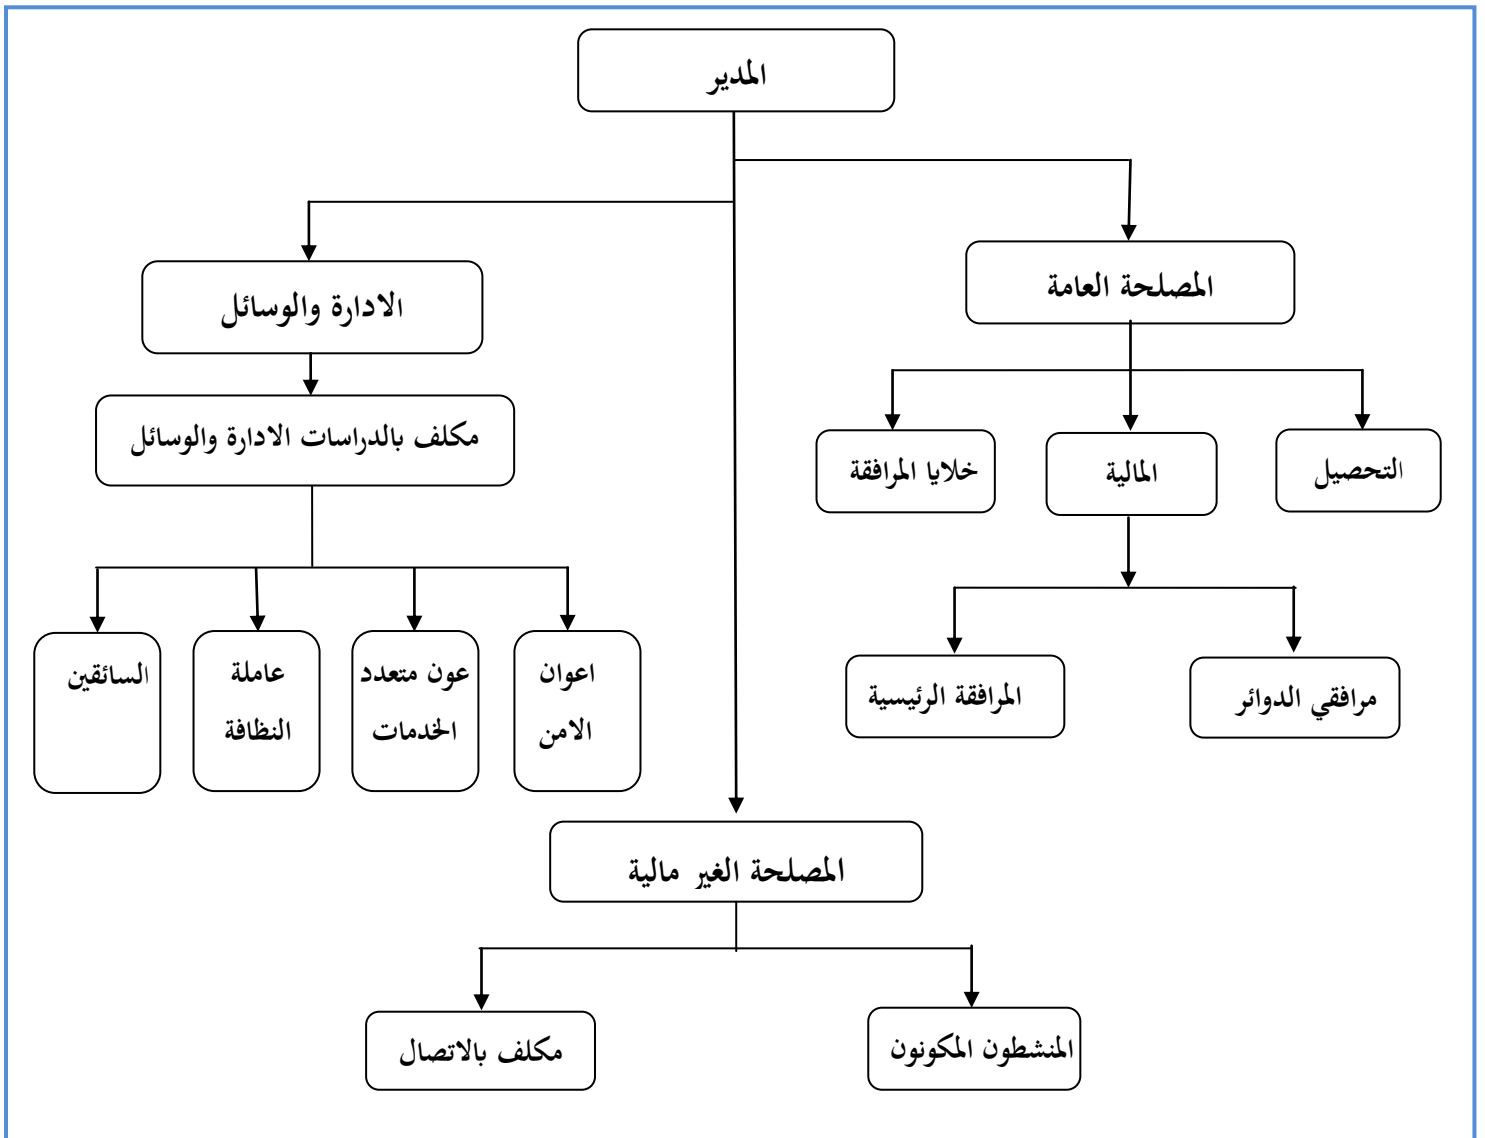 المدير
المصلحة العامة
الادارة والوسائل
مكلف بالدراسات الادارة والوسائل
التحصيل
المالية
خلايا المرافقة
مرافقي الدوائر
المرافقة الرئيسية
اعوان
الامن
عون متعدد
الخدمات
عاملة
النظافة
السائقين
المصلحة الغير مالية
المنشطون المكونون
مكلف بالاتصال